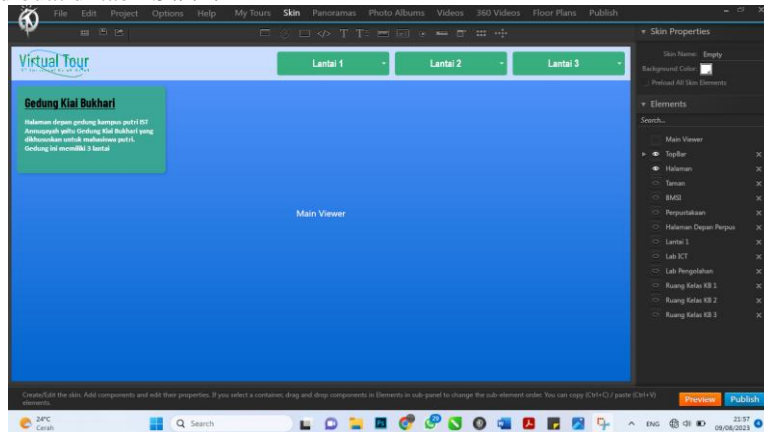 File Edit Project Options Help My Tours Skin Panoramas Photo Albums Videos 360 Videos Floor Plans Publish
Virtual Tour
Lantai 1
Lantai 2
Lantai 3
Gedung Kiai Bukhari
Halaman depan gedung kampus putri IST
Annuqayah yaitu Gedung Kiai Bukhari yang
dikhususkan untuk mahasiswa putri.
Gedung ini memiliki 3 lantai
Main Viewer
Skin Properties
Skin Name: Empty
Background Color:
Preload All Skin Elements
Elements
Search...
Main Viewer
TopBar
Halaman
Taman
BMSI
Perpustakaan
Halaman Depan Perpus
Lantai 1
Lab ICT
Lab Pengolahan
Ruang Kelas KB 1
Ruang Kelas KB 2
Ruang Kelas KB 3
Create/Edit the skin. Add components and edit their properties. If you select a container, drag and drop components in Elements in sub-panel to change the sub-element order. You can copy (Ctrl+C) / paste (Ctrl+V)
elements.
Preview Publish
24°C
Cerah
Search
ENG
21:57
09/08/2023